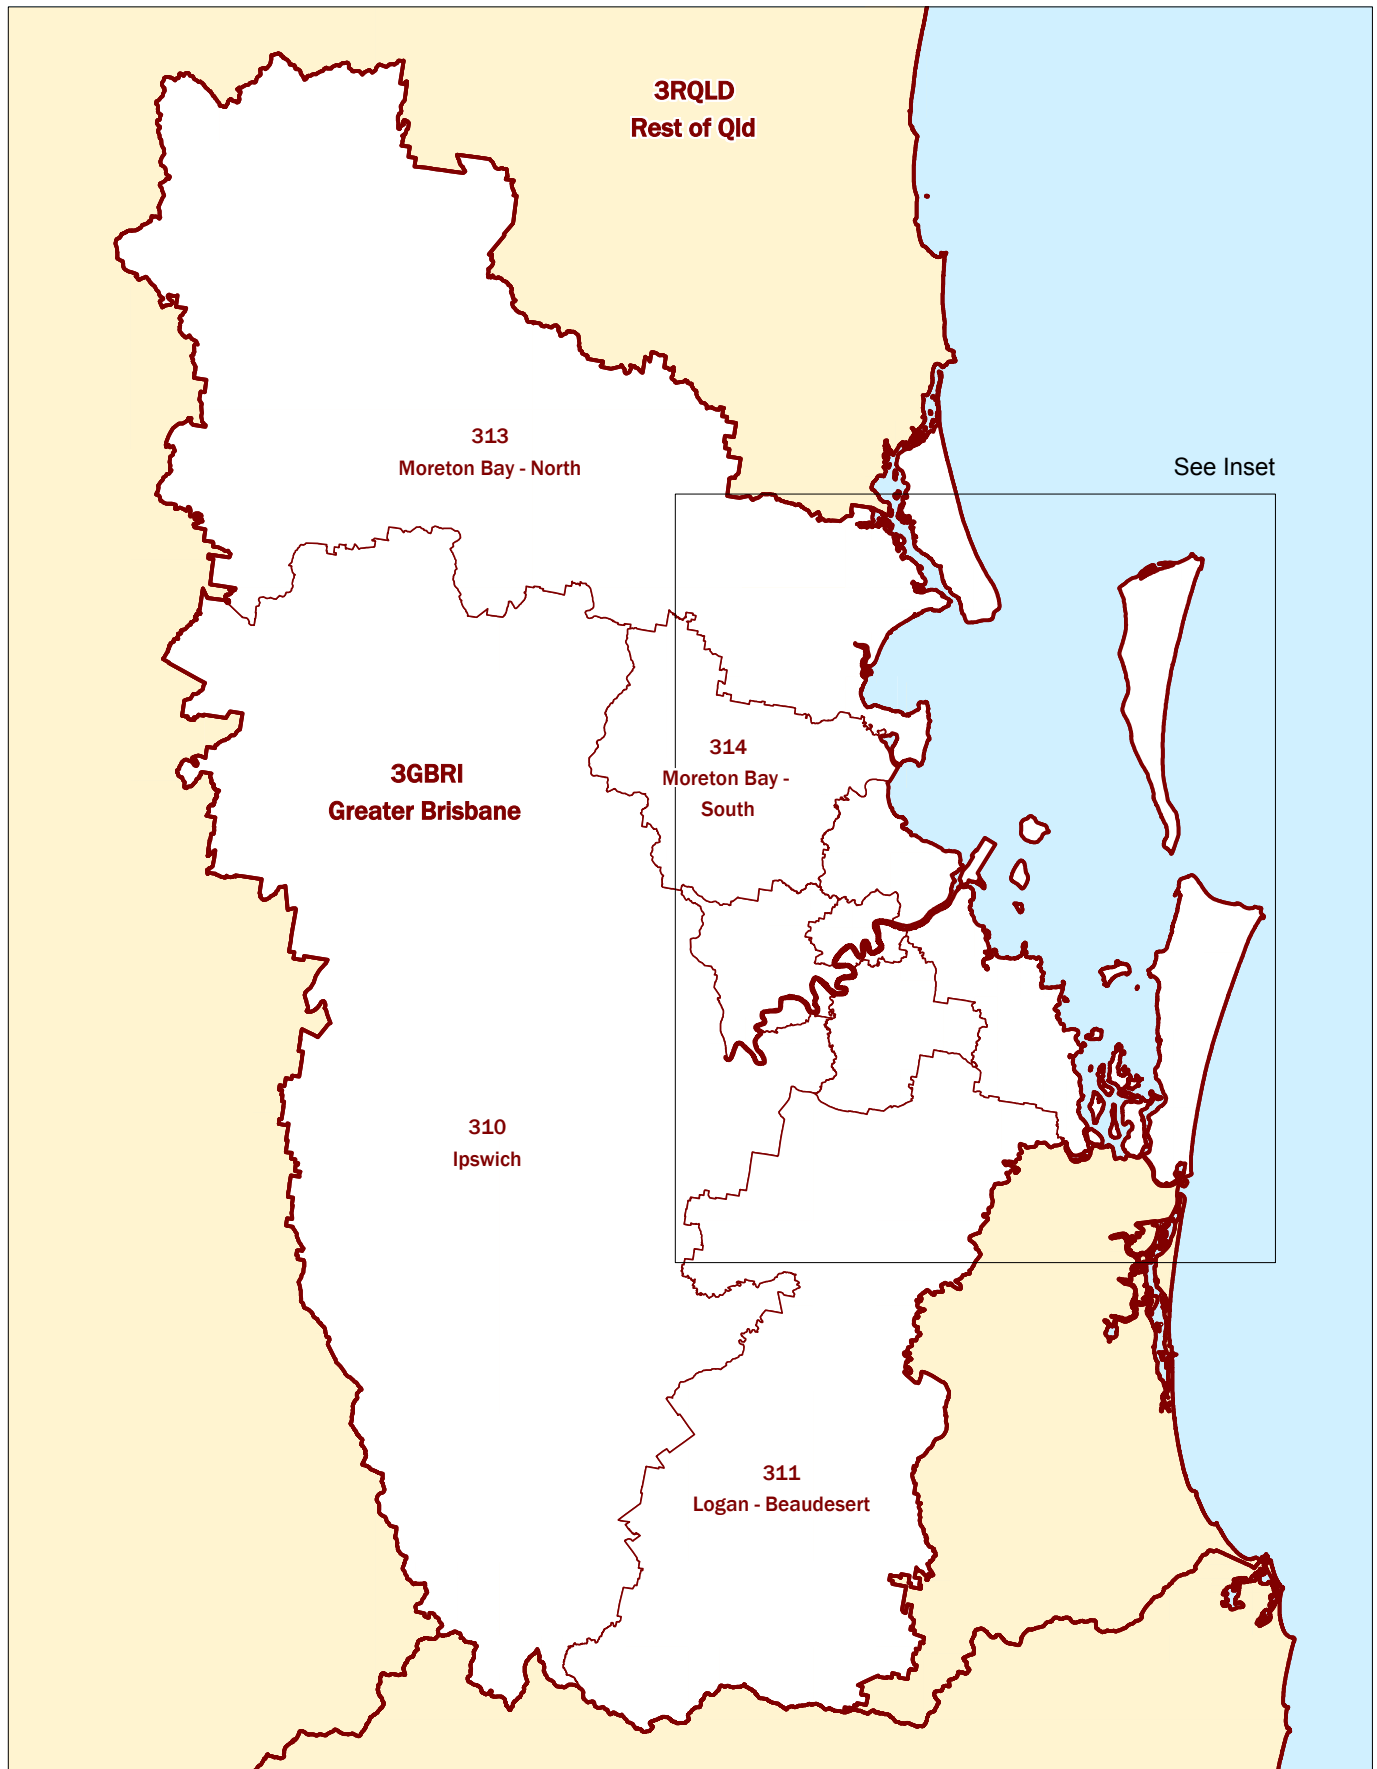 3RQLD
Rest of Qld
313
Moreton Bay - North
See Inset
314
Moreton Bay -
South
3GBRI
Greater Brisbane
310
Ipswich
311
Logan - Beaudesert